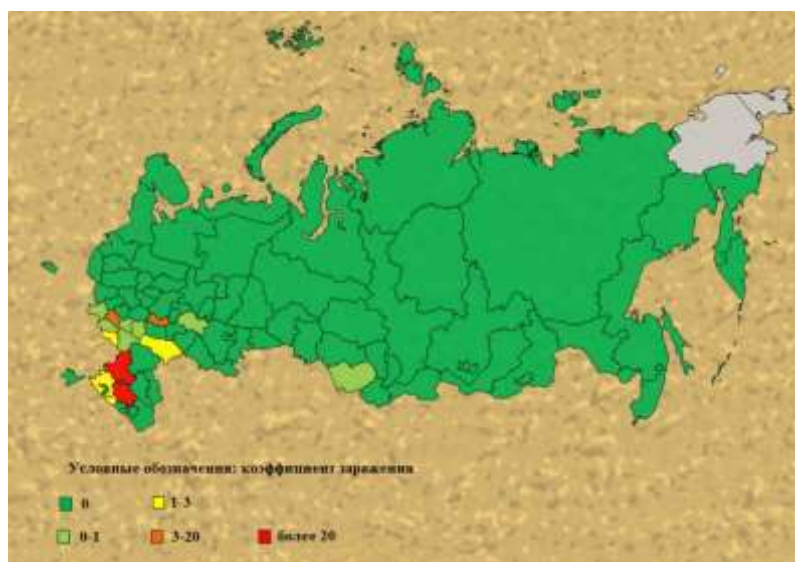 Условные обозначения: коэффициент заражения
0 1-3
0-1 3-20 более 20